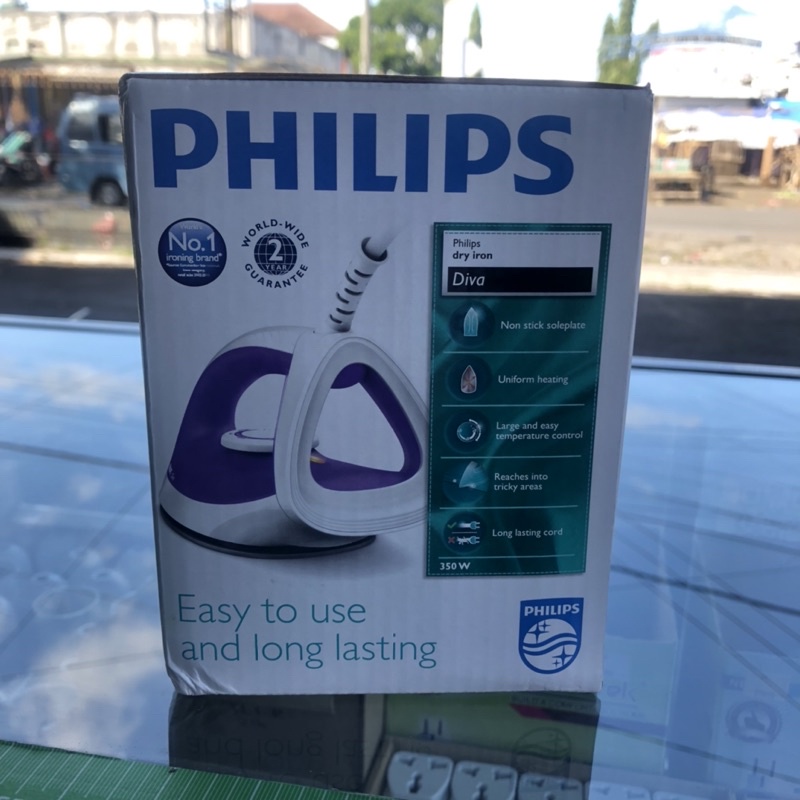 PHILIPS
No.1
ironing brand*
WORLD-WIDE
2
YEAR
GUARANTEE
Philips
dry iron
Diva
Non stick soleplate
Uniform heating
Large and easy
temperature control
Reaches into
tricky areas
Long lasting cord
350 W
Easy to use
and long lasting
PHILIPS